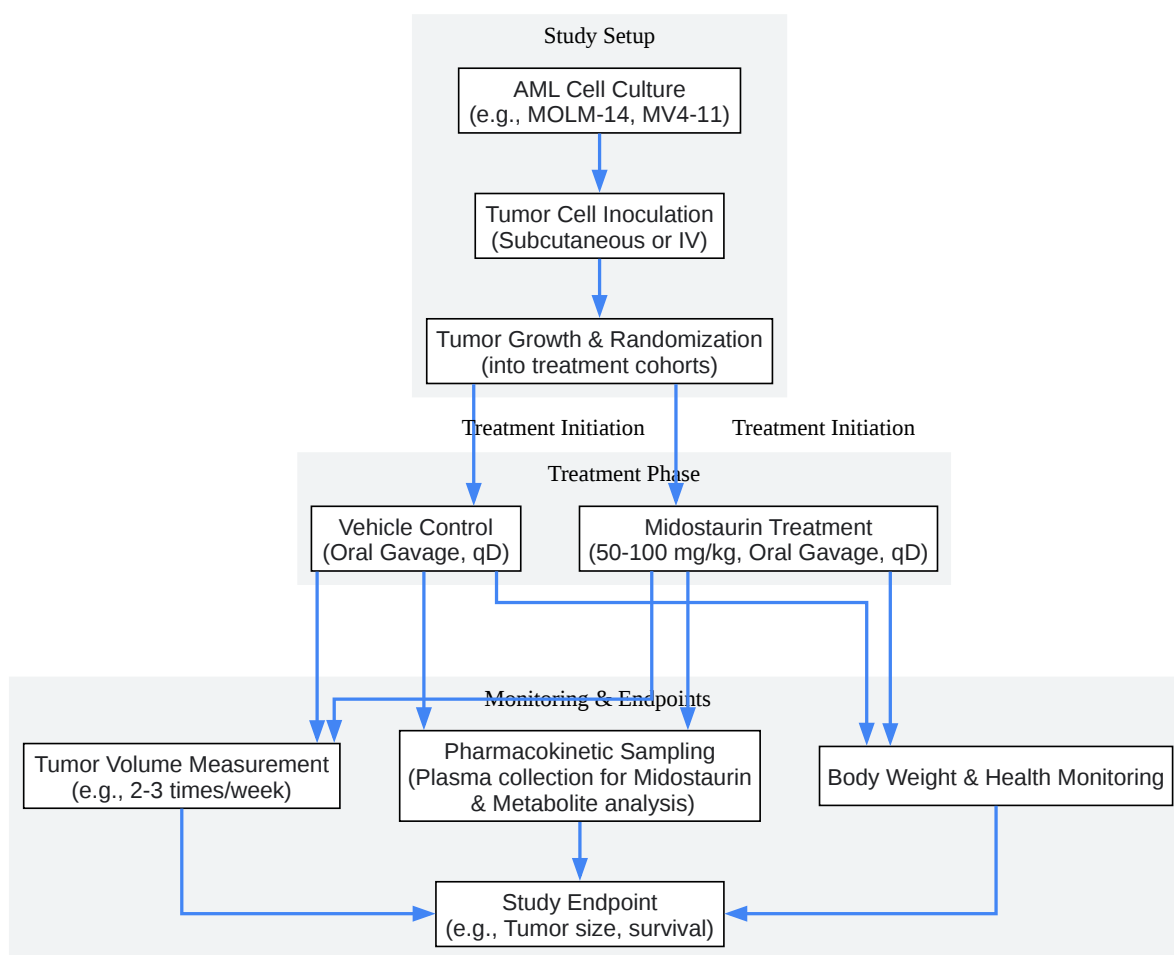 Study Setup
AML Cell Culture
(e.g., MOLM-14, MV4-11)
Tumor Cell Inoculation
(Subcutaneous or IV)
Tumor Growth & Randomization
(into treatment cohorts)
Treatment Initiation
Treatment Initiation
Treatment Phase
Vehicle Control
(Oral Gavage, qD)
Midostaurin Treatment
(50-100 mg/kg, Oral Gavage, qD)
Monitoring & Endpoints
Tumor Volume Measurement
(e.g., 2-3 times/week)
Pharmacokinetic Sampling
(Plasma collection for Midostaurin
& Metabolite analysis)
Body Weight & Health Monitoring
Study Endpoint
(e.g., Tumor size, survival)